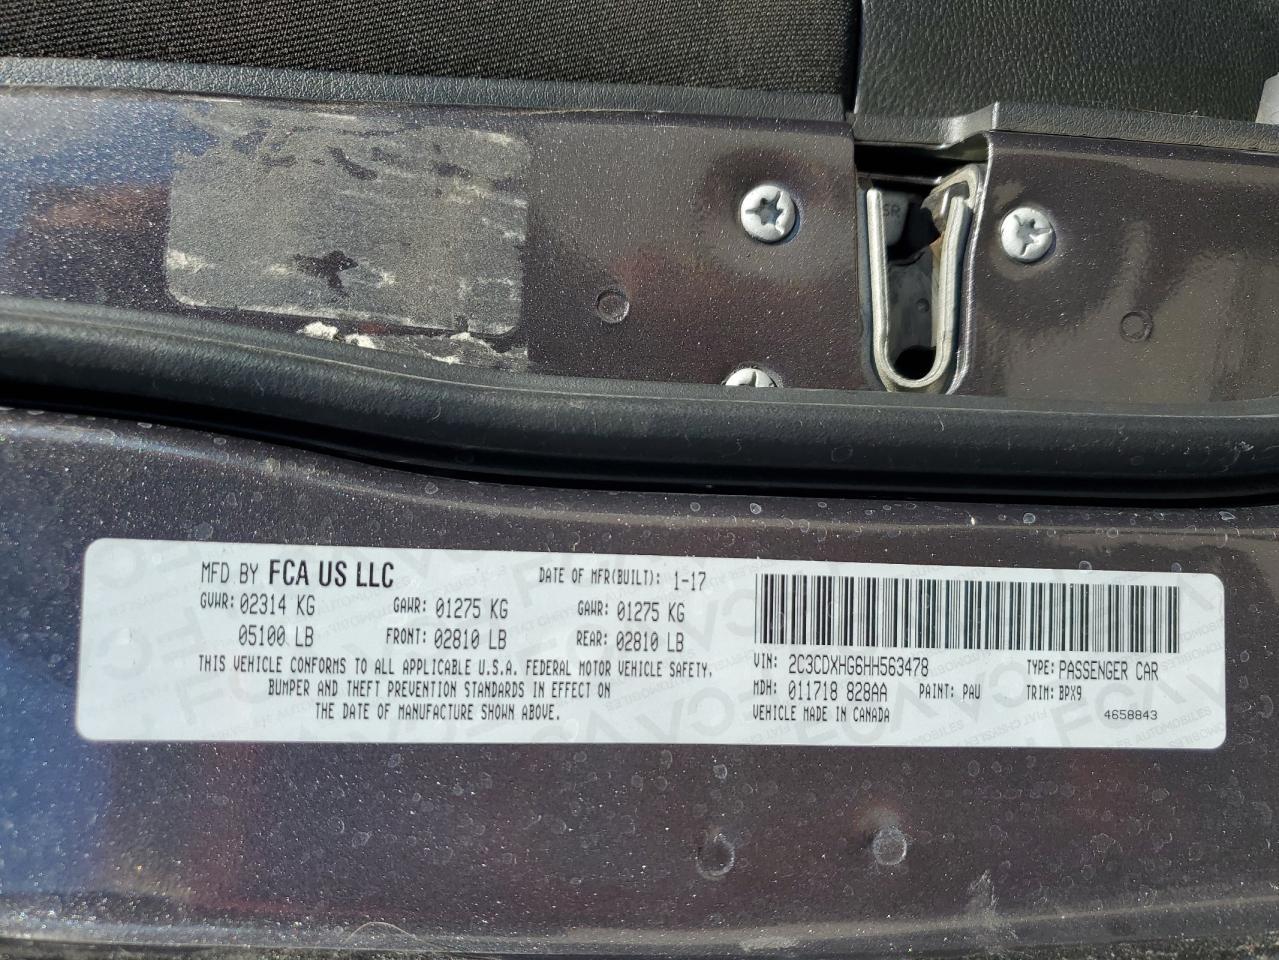 SR
MFD BY FCA US LLC DATE OF MFR(BUILT): 1-17
GVWR: 02314 KG GAWR: 01275 KG GAWR: 01275 KG
05100 LB FRONT: 02810 LB REAR: 02810 LB
THIS VEHICLE CONFORMS TO ALL APPLICABLE U.S.A. FEDERAL MOTOR VEHICLE SAFETY,
BUMPER AND THEFT PREVENTION STANDARDS IN EFFECT ON
THE DATE OF MANUFACTURE SHOWN ABOVE.
VIN: 2C3CDXHG6HH563478 TYPE: PASSENGER CAR
MDH: 011718 828AA PAINT: PAU TRIM: BPX9
VEHICLE MADE IN CANADA 4658843